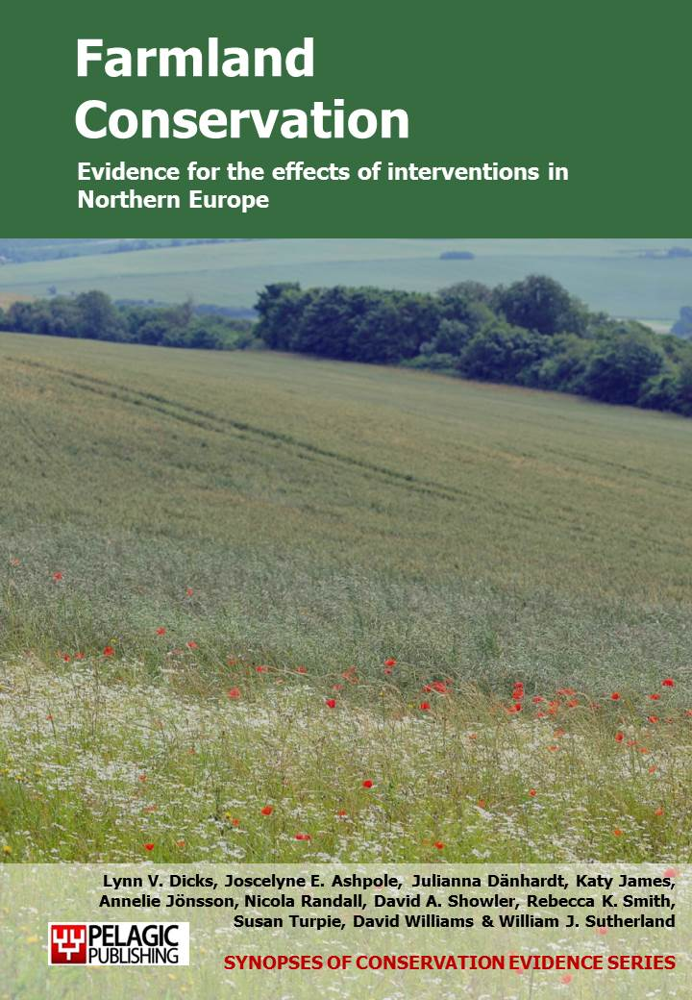 Farmland
Conservation
Evidence for the effects of interventions in
Northern Europe
Lynn V. Dicks, Joscelyne E. Ashpole, Julianna Dänhardt, Katy James,
Annelie Jönsson, Nicola Randall, David A. Showler, Rebecca K. Smith,
Susan Turpie, David Williams & William J. Sutherland
PELAGIC
PUBLISHING
SYNOPSES OF CONSERVATION EVIDENCE SERIES